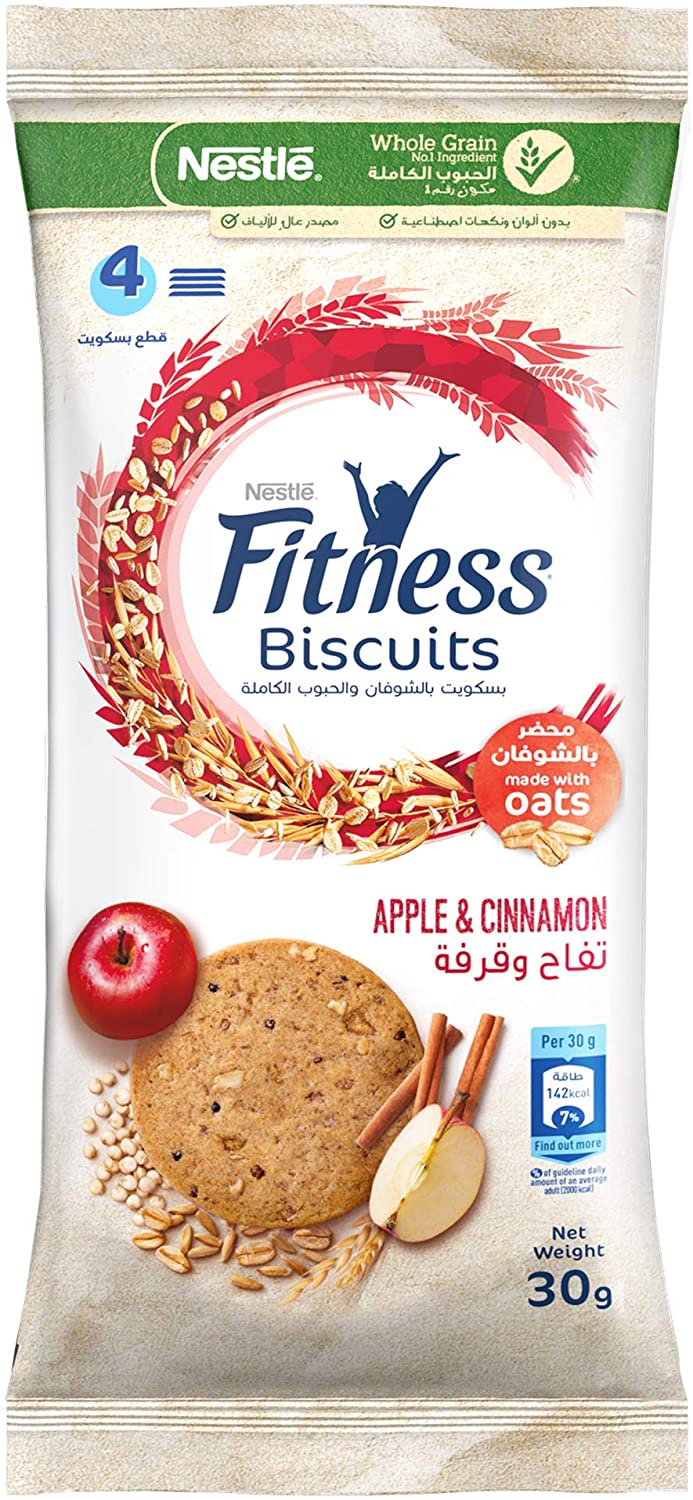 Nestlé®
Whole Grain
No.1 Ingredient
الحبوب الكاملة
مكون رقم ١
بدون ألوان ونكهات اصطناعية
مصدر عالٍ للألياف
4
قطع بسكويت
Nestlé®
Fitness®
Biscuits
بسكويت بالشوفان والحبوب الكاملة
محضر
بالشوفان
made with
oats
APPLE & CINNAMON
تفاح وقرفة
Per 30 g
طاقة
142kcal
7%
Find out more
% of guideline daily
amount of an average
adult (2000 kcal)
Net
Weight
30g